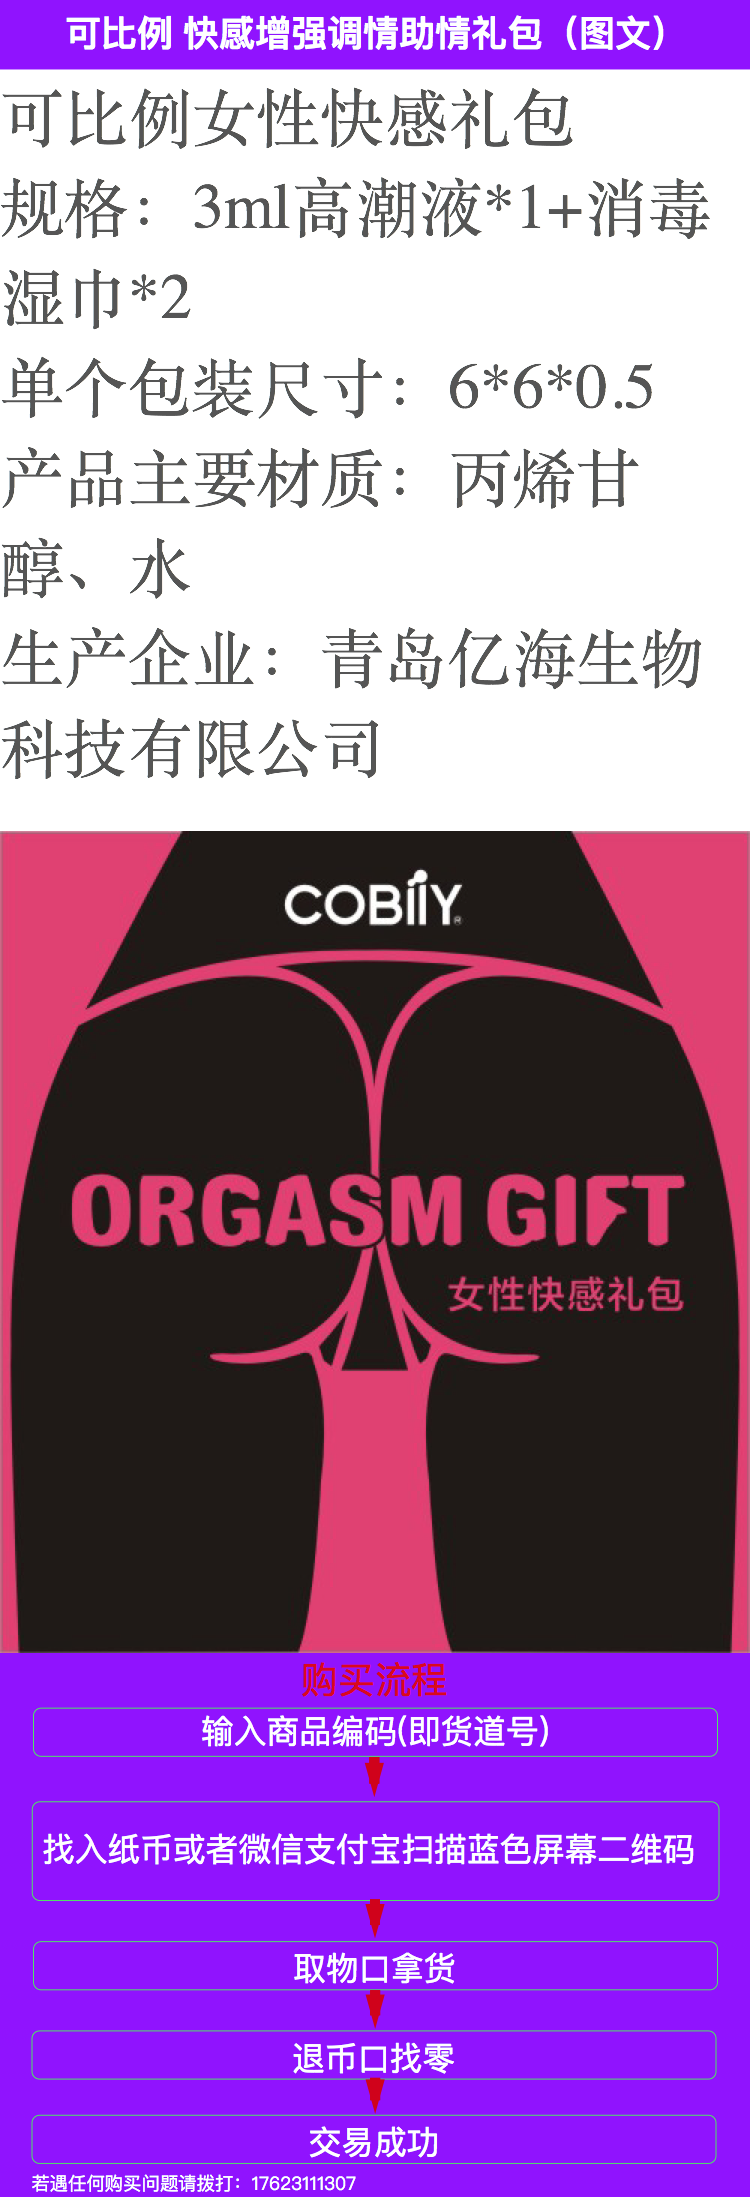 可比例 快感增强调情助情礼包（图文）
可比例女性快感礼包
规格：3ml高潮液*1+消毒
湿巾*2
单个包装尺寸：6*6*0.5
产品主要材质：丙烯甘
醇、水
生产企业：青岛亿海生物
科技有限公司
COBIIY®
ORGASM GIFT
女性快感礼包
购买流程
输入商品编码(即货道号)
找入纸币或者微信支付宝扫描蓝色屏幕二维码
取物口拿货
退币口找零
交易成功
若遇任何购买问题请拨打：17623111307